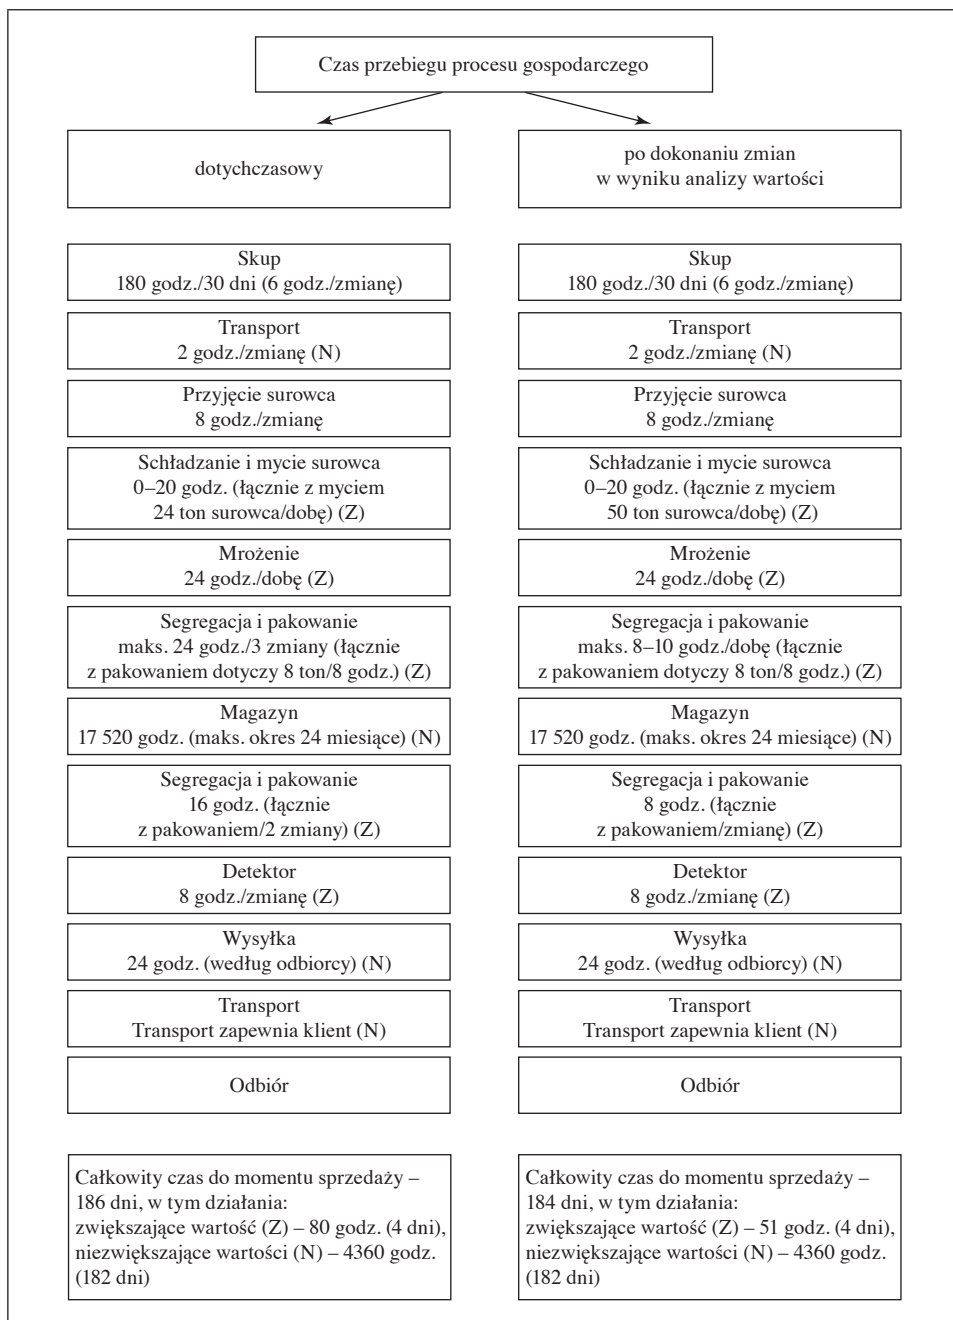 Czas przebiegu procesu gospodarczego
dotychczasowy
po dokonaniu zmian
w wyniku analizy wartości
Skup
180 godz./30 dni (6 godz./zmianę)
Transport
2 godz./zmianę (N)
Przyjęcie surowca
8 godz./zmianę
Schładzanie i mycie surowca
0–20 godz. (łącznie z myciem
24 ton surowca/dobę) (Z)
Mrożenie
24 godz./dobę (Z)
Segregacja i pakowanie
maks. 24 godz./3 zmiany (łącznie
z pakowaniem dotyczy 8 ton/8 godz.) (Z)
Magazyn
17 520 godz. (maks. okres 24 miesiące) (N)
Segregacja i pakowanie
16 godz. (łącznie
z pakowaniem/2 zmiany) (Z)
Detektor
8 godz./zmianę (Z)
Wysyłka
24 godz. (według odbiorcy) (N)
Transport
Transport zapewnia klient (N)
Odbiór
Całkowity czas do momentu sprzedaży –
186 dni, w tym działania:
zwiększające wartość (Z) – 80 godz. (4 dni),
niezwiększające wartości (N) – 4360 godz.
(182 dni)
Skup
180 godz./30 dni (6 godz./zmianę)
Transport
2 godz./zmianę (N)
Przyjęcie surowca
8 godz./zmianę
Schładzanie i mycie surowca
0–20 godz. (łącznie z myciem
50 ton surowca/dobę) (Z)
Mrożenie
24 godz./dobę (Z)
Segregacja i pakowanie
maks. 8–10 godz./dobę (łącznie
z pakowaniem dotyczy 8 ton/8 godz.) (Z)
Magazyn
17 520 godz. (maks. okres 24 miesiące) (N)
Segregacja i pakowanie
8 godz. (łącznie
z pakowaniem/zmianę) (Z)
Detektor
8 godz./zmianę (Z)
Wysyłka
24 godz. (według odbiorcy) (N)
Transport
Transport zapewnia klient (N)
Odbiór
Całkowity czas do momentu sprzedaży –
184 dni, w tym działania:
zwiększające wartość (Z) – 51 godz. (4 dni),
niezwiększające wartości (N) – 4360 godz.
(182 dni)